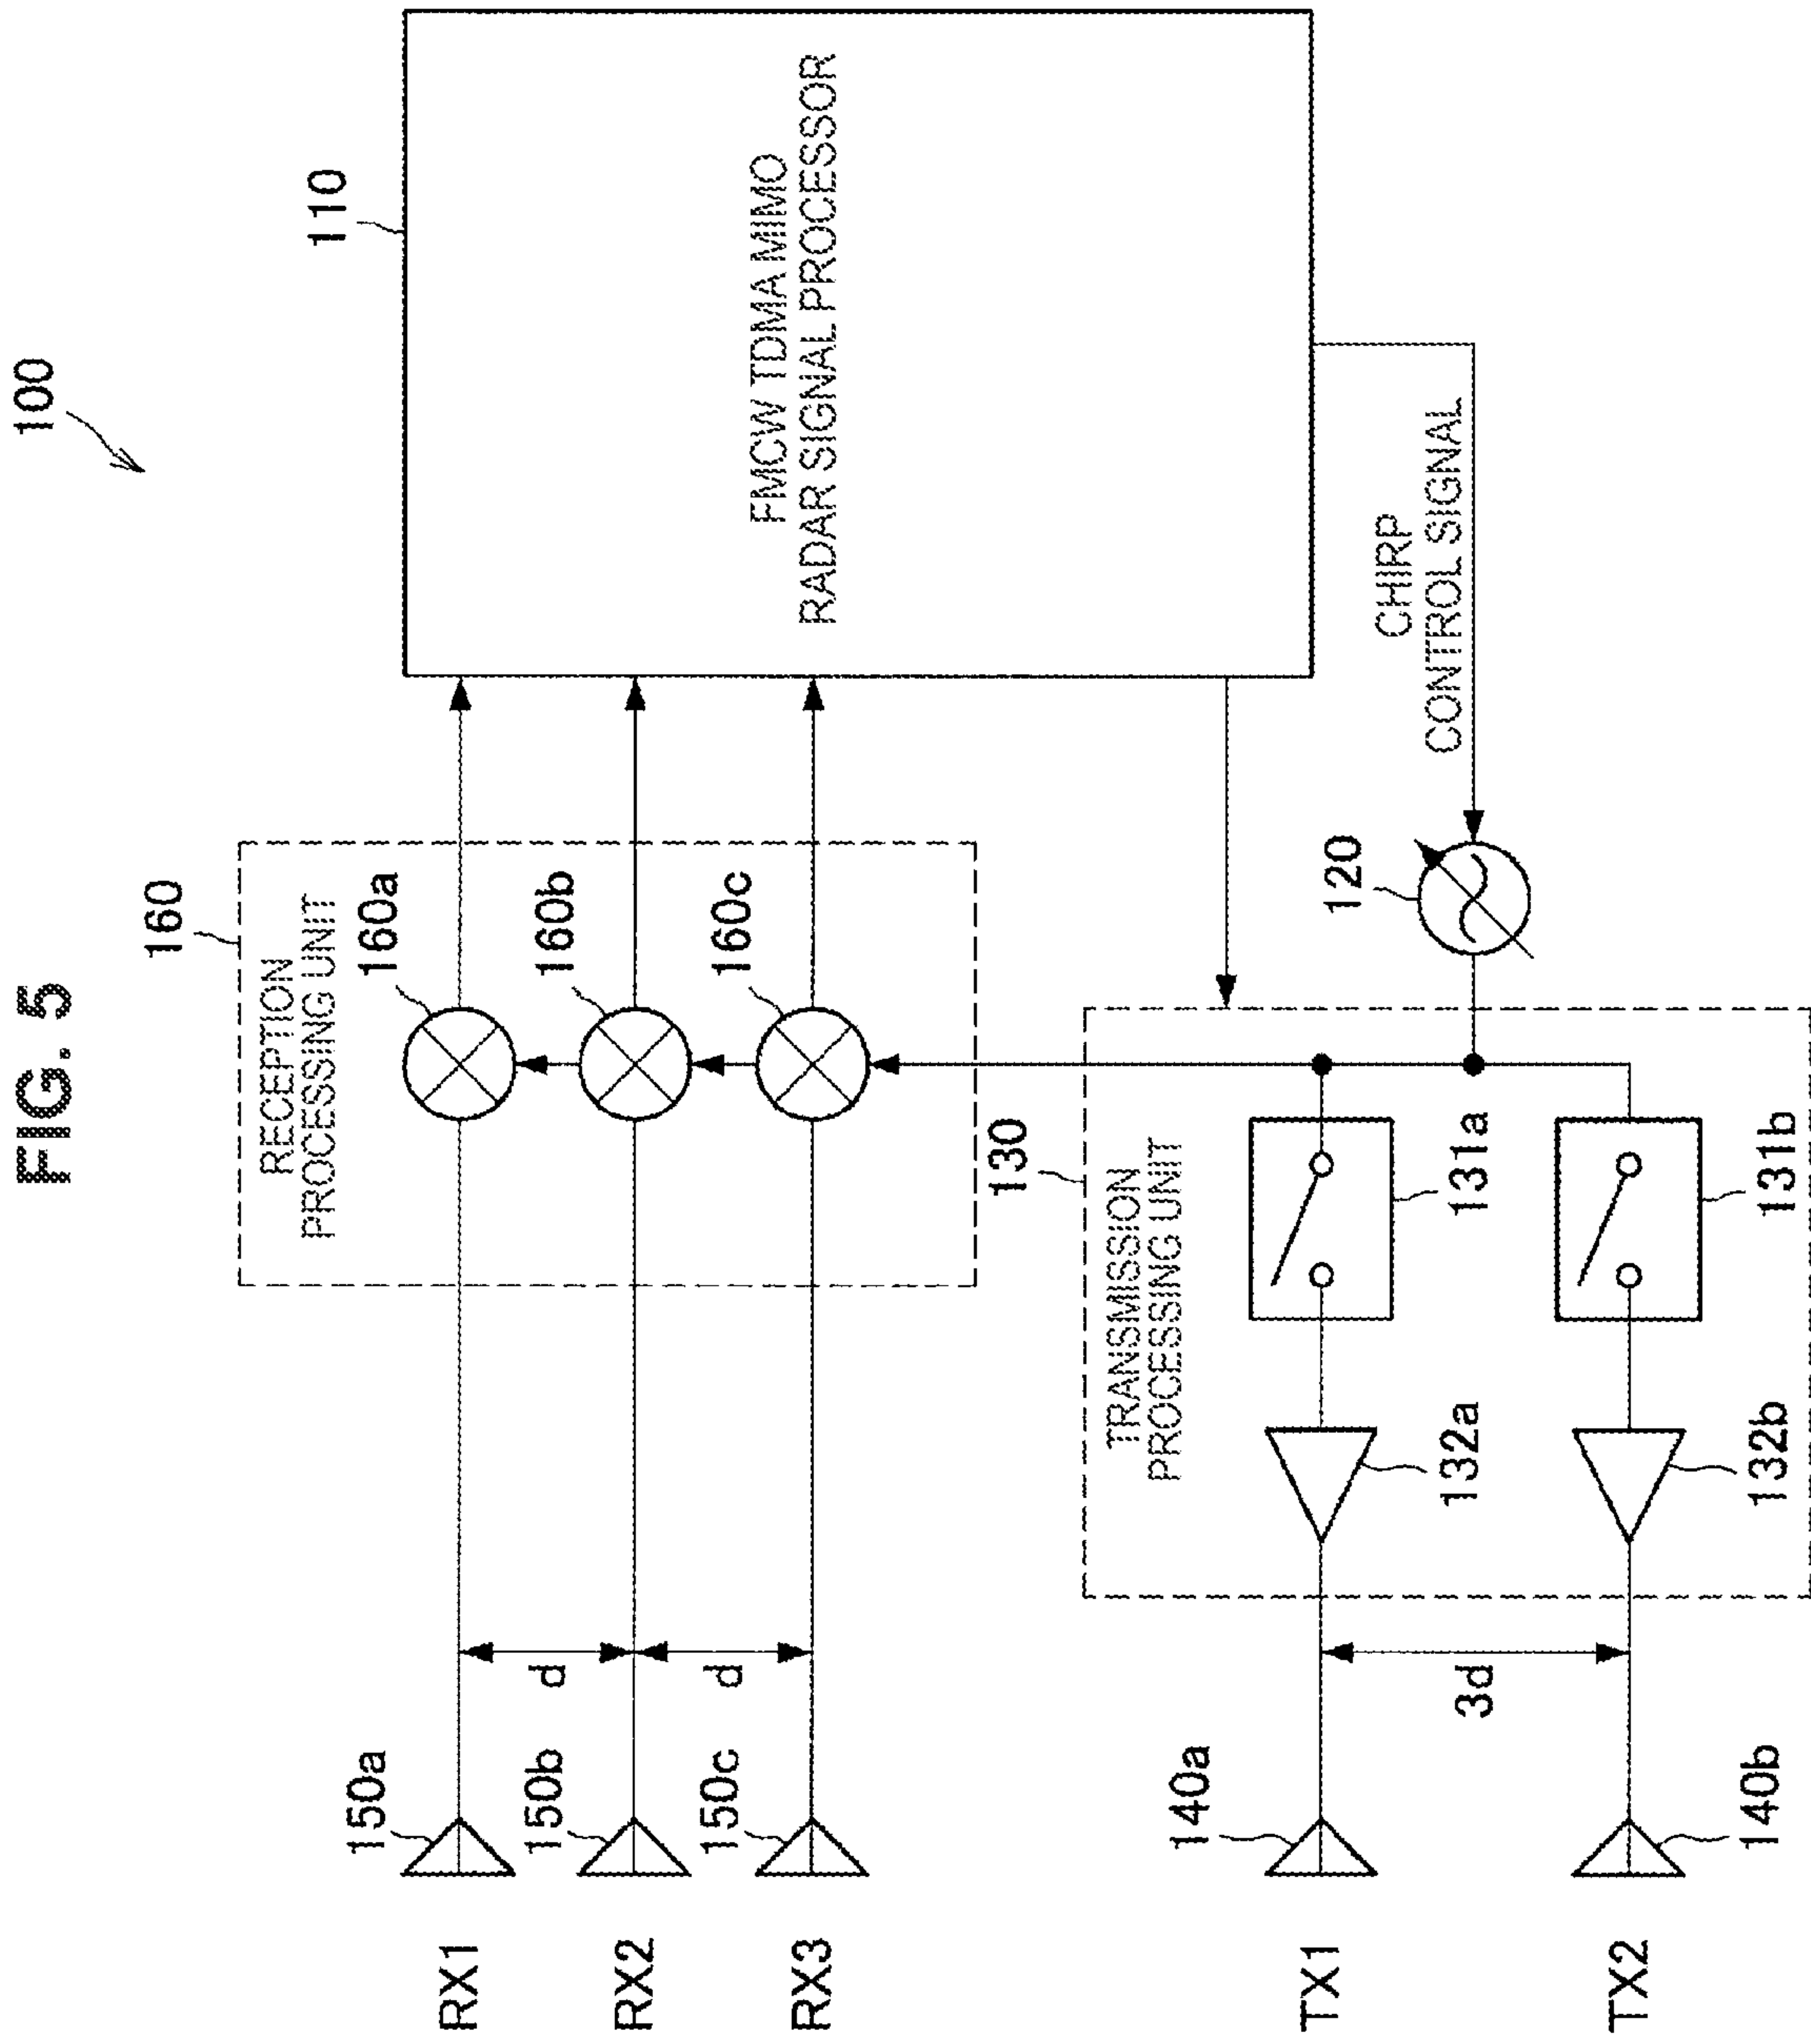 FIG. 5
100
110
FMCW TDMA MIMO
RADAR SIGNAL PROCESSOR
160
RECEPTION
PROCESSING UNIT
160a
160b
160c
150a
150b
150c
RX1
RX2
RX3
d
d
130
TRANSMISSION
PROCESSING UNIT
131a
131b
132a
132b
120
CHIRP
CONTROL SIGNAL
3d
140a
140b
TX1
TX2